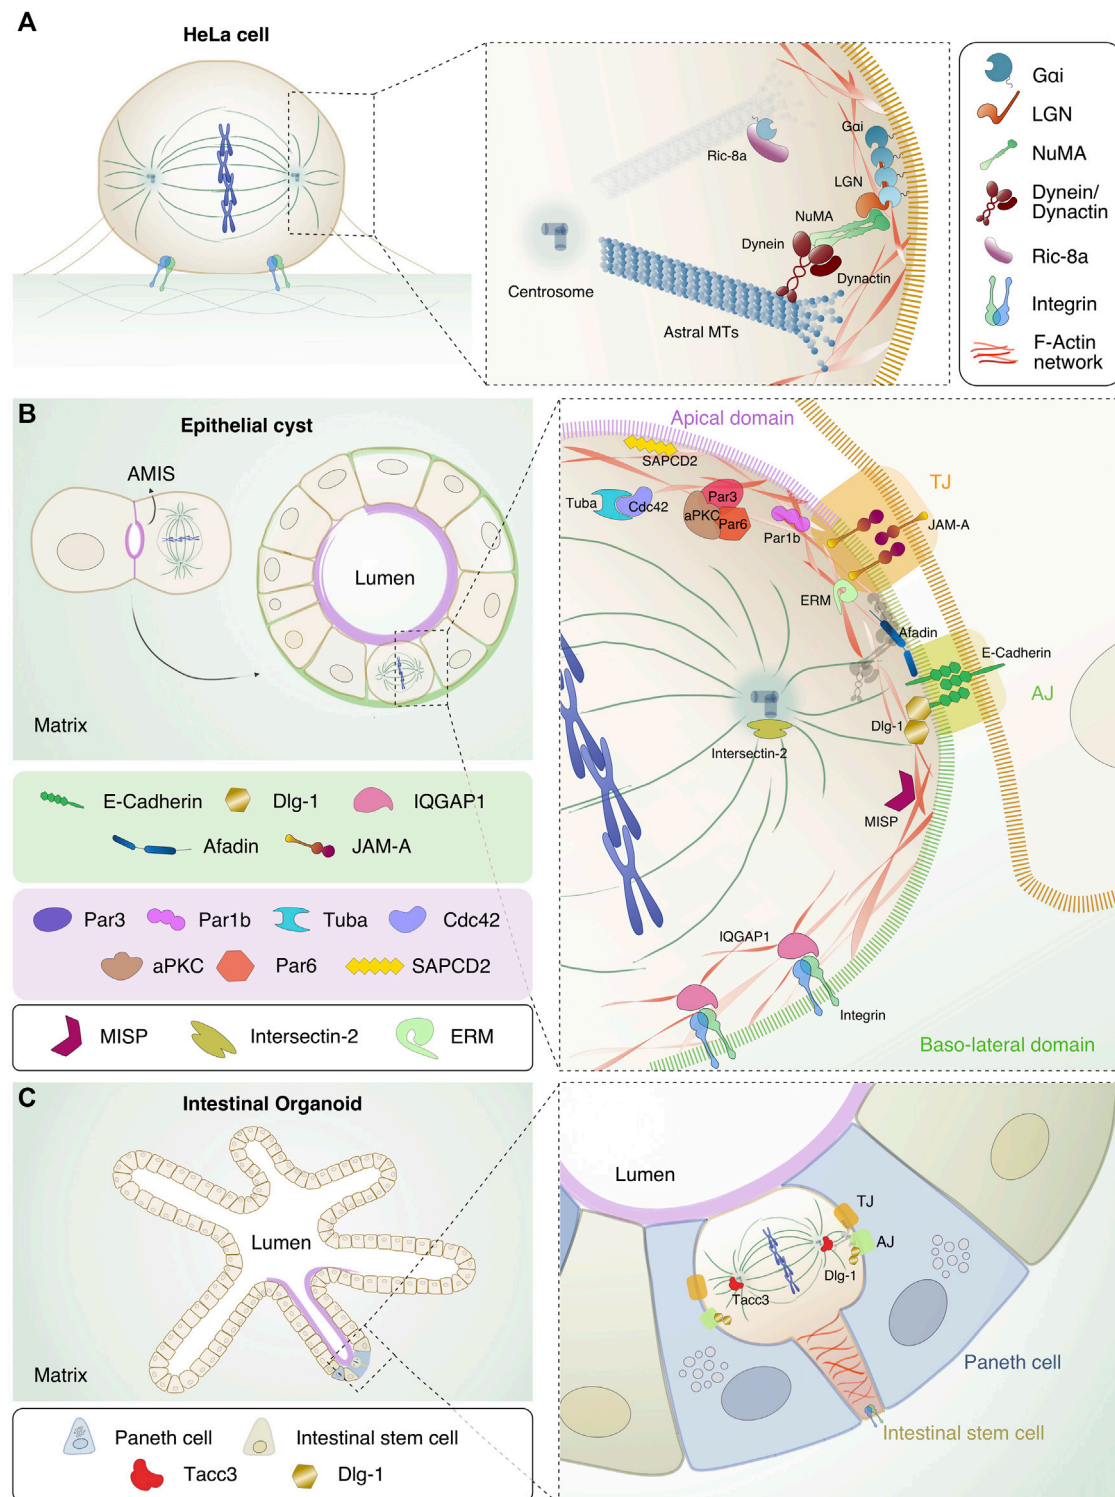 A
HeLa cell
Gαi
Ric-8a
LGN
NuMA
Dynein
Dynactin
Centrosome
Astral MTs
Gαi
LGN
NuMA
Dynein/
Dynactin
Ric-8a
Integrin
F-Actin
network
B
Epithelial cyst
AMIS
Lumen
Matrix
Apical domain
SAPCD2
TJ
Tuba
Cdc42
Par3
aPKC
Par6
Par1b
JAM-A
ERM
Afadin
E-Cadherin
AJ
Dlg-1
Intersectin-2
MISP
IQGAP1
Integrin
Baso-lateral domain
E-Cadherin
Dlg-1
IQGAP1
Afadin
JAM-A
Par3
Par1b
Tuba
Cdc42
aPKC
Par6
SAPCD2
MISP
Intersectin-2
ERM
C
Intestinal Organoid
Lumen
Matrix
Lumen
TJ
AJ
Dlg-1
Tacc3
Paneth cell
Intestinal stem cell
Paneth cell
Intestinal stem cell
Tacc3
Dlg-1